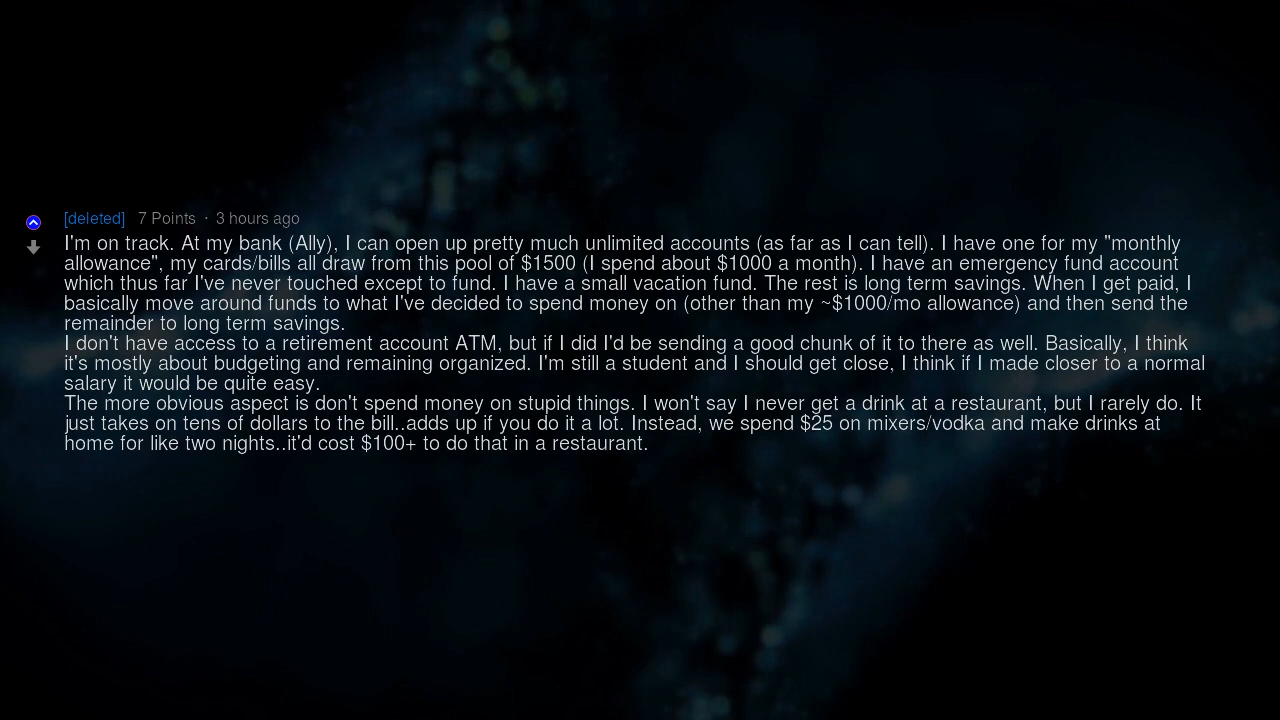 [deleted] 7 Points · 3 hours ago
I'm on track. At my bank (Ally), I can open up pretty much unlimited accounts (as far as I can tell). I have one for my "monthly
allowance", my cards/bills all draw from this pool of $1500 (I spend about $1000 a month). I have an emergency fund account
which thus far I've never touched except to fund. I have a small vacation fund. The rest is long term savings. When I get paid, I
basically move around funds to what I've decided to spend money on (other than my ~$1000/mo allowance) and then send the
remainder to long term savings.
I don't have access to a retirement account ATM, but if I did I'd be sending a good chunk of it to there as well. Basically, I think
it's mostly about budgeting and remaining organized. I'm still a student and I should get close, I think if I made closer to a normal
salary it would be quite easy.
The more obvious aspect is don't spend money on stupid things. I won't say I never get a drink at a restaurant, but I rarely do. It
just takes on tens of dollars to the bill..adds up if you do it a lot. Instead, we spend $25 on mixers/vodka and make drinks at
home for like two nights..it'd cost $100+ to do that in a restaurant.